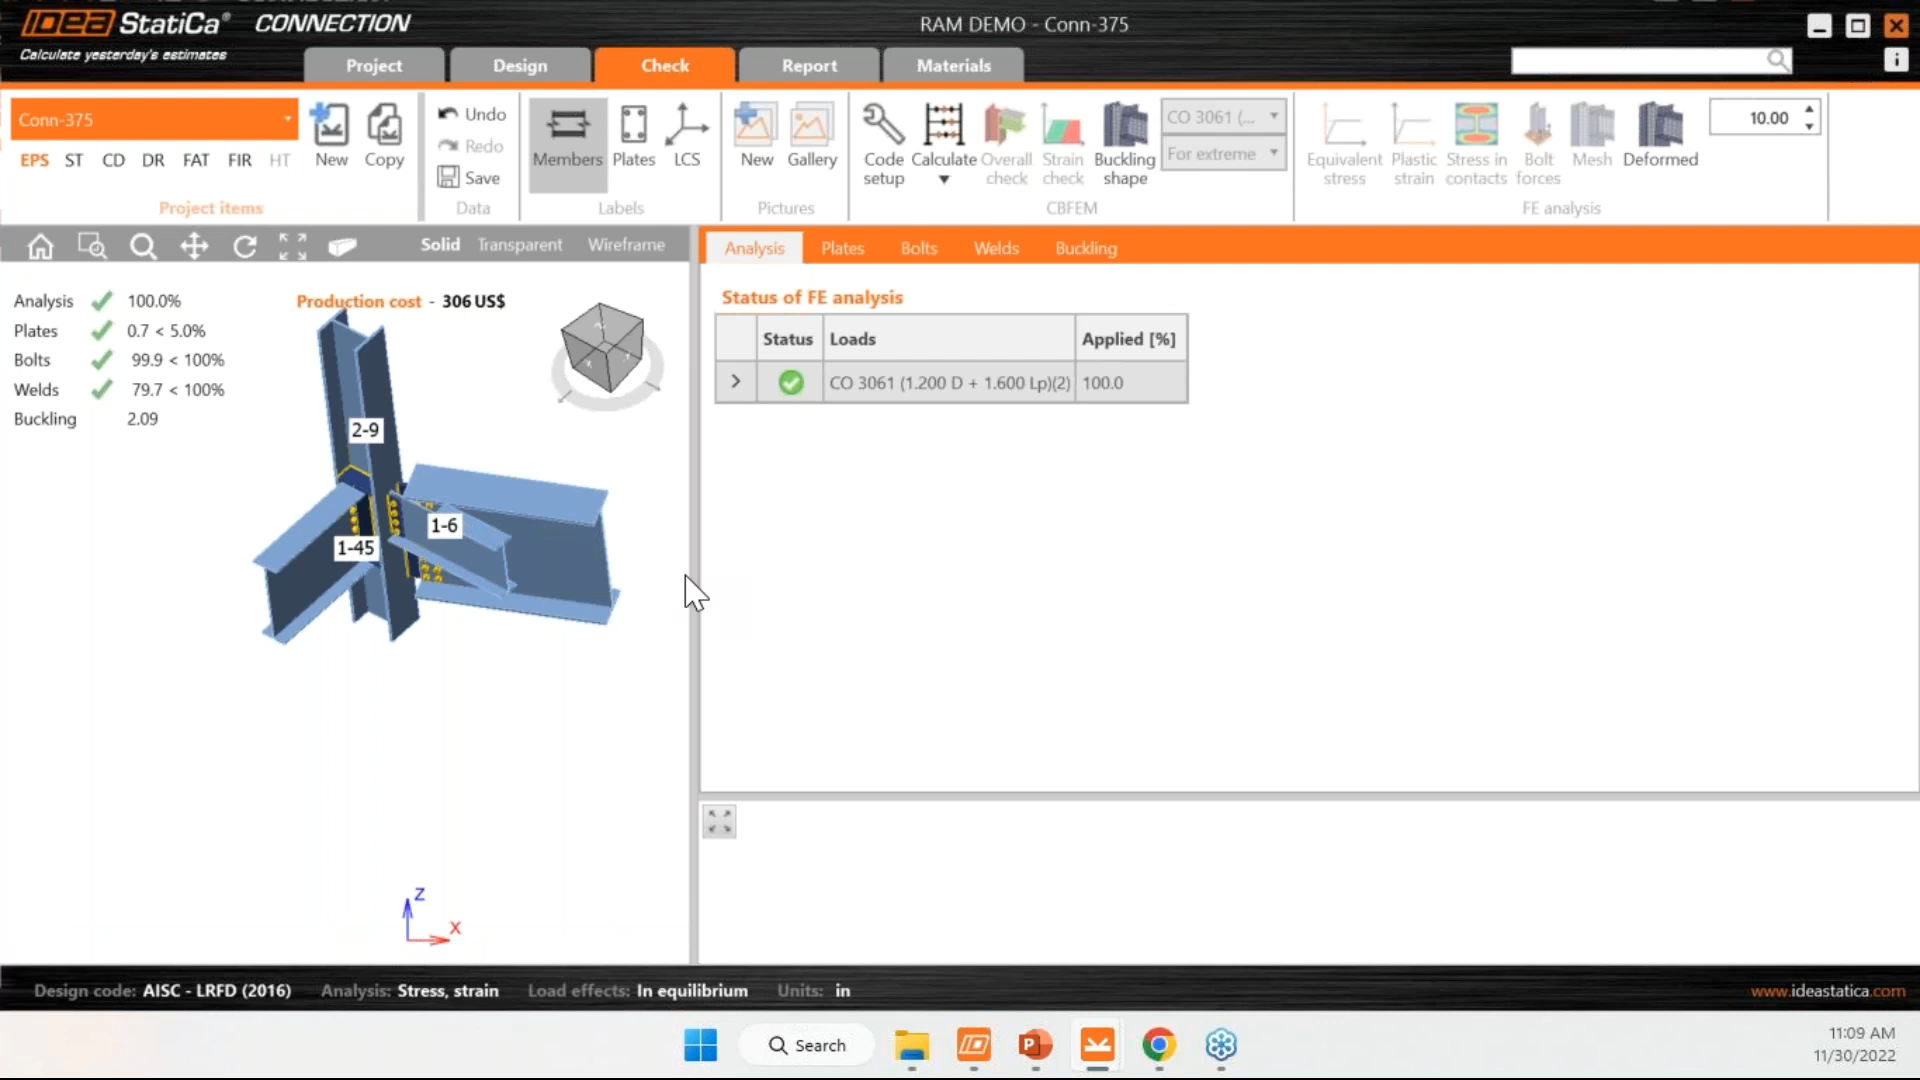 IDEA StatiCa® CONNECTION
Calculate yesterday's estimates
RAM DEMO - Conn-375
Project Design Check Report Materials
Conn-375
EPS ST CD DR FAT FIR HT
Project items
New Copy
Undo
Redo
Save
Data
Members Plates LCS
Labels
New Gallery
Pictures
Code setup
Calculate
Overall check
Strain check
Buckling shape
CO 3061 (...
For extreme
CBFEM
Equivalent stress
Plastic strain
Stress in contacts
Bolt forces
Mesh
Deformed
FE analysis
10.00
Solid Transparent Wireframe
Analysis 100.0%
Plates 0.7 < 5.0%
Bolts 99.9 < 100%
Welds 79.7 < 100%
Buckling 2.09
Production cost - 306 US$
2-9
1-6
1-45
Z
X
Analysis Plates Bolts Welds Buckling
Status of FE analysis
Status Loads Applied [%]
CO 3061 (1.200 D + 1.600 Lp)(2) 100.0
Design code: AISC - LRFD (2016) Analysis: Stress, strain Load effects: In equilibrium Units: in
www.ideastatica.com
Search
11:09 AM
11/30/2022